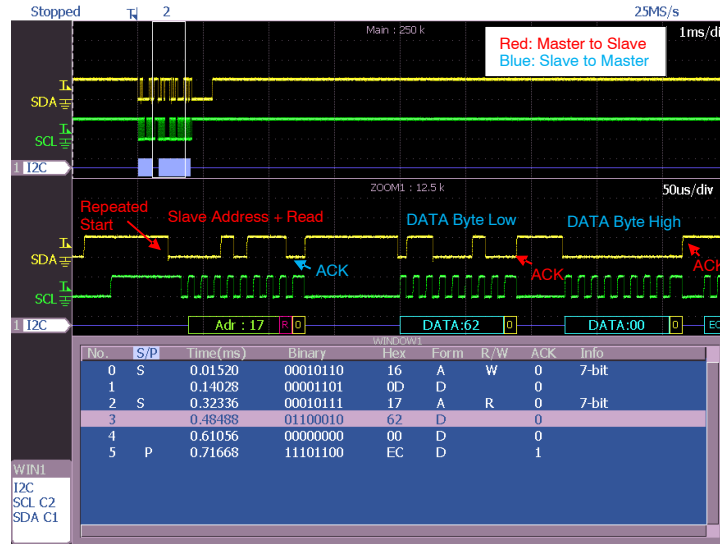 Stopped T 2 25MS/s
Main : 250 k 1ms/di
Red: Master to Slave
Blue: Slave to Master
T
SDA
T
SCL
1 I2C
ZOOM1 : 12.5 k 50us/div
Repeated Start
Slave Address + Read
DATA Byte Low
DATA Byte High
T
SDA
ACK
ACK
ACK
T
SCL
1 I2C Adr : 17 R 0 DATA:62 0 DATA:00 0 EC
WINDOW1
No. S/P Time(ms) Binary Hex Form R/W ACK Info
0 S 0.01520 00010110 16 A W 0 7-bit
1 0.14028 00001101 0D D 0
2 S 0.32336 00010111 17 A R 0 7-bit
3 0.48488 01100010 62 D 0
4 0.61056 00000000 00 D 0
5 P 0.71668 11101100 EC D 1
WIN1
I2C
SCL C2
SDA C1